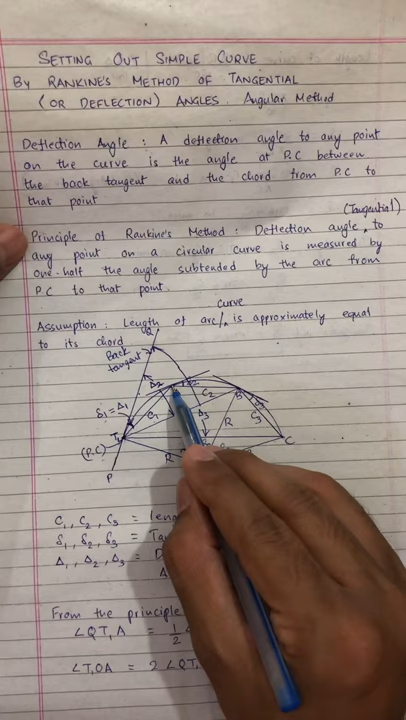 SETTING OUT SIMPLE CURVE
BY RANKINE'S METHOD OF TANGENTIAL
(OR DEFLECTION) ANGLES. Angular Method
Deflection Angle : A deflection angle to any point
on the curve is the angle at P.C between
the back tangent and the chord from P.C to
that point
(Tangential)
Principle of Rankine's Method : Deflection angle, to
any point on a circular curve is measured by
one-half the angle subtended by the arc from
P.C to that point.
curve
Assumption : Length of arc/ is approximately equal
to its chord
Q
Back
tangent
Δ2
C2
B
δ1 = Δ1
C1
Δ3
R
C3
T1
(P.C)
C
R
P
C1, C2, C3 =
δ1, δ2, δ3 =
Δ1, Δ2, Δ3 =
From the principle
∠QT1A = 1/2
∠T1OA = 2 ∠QT1